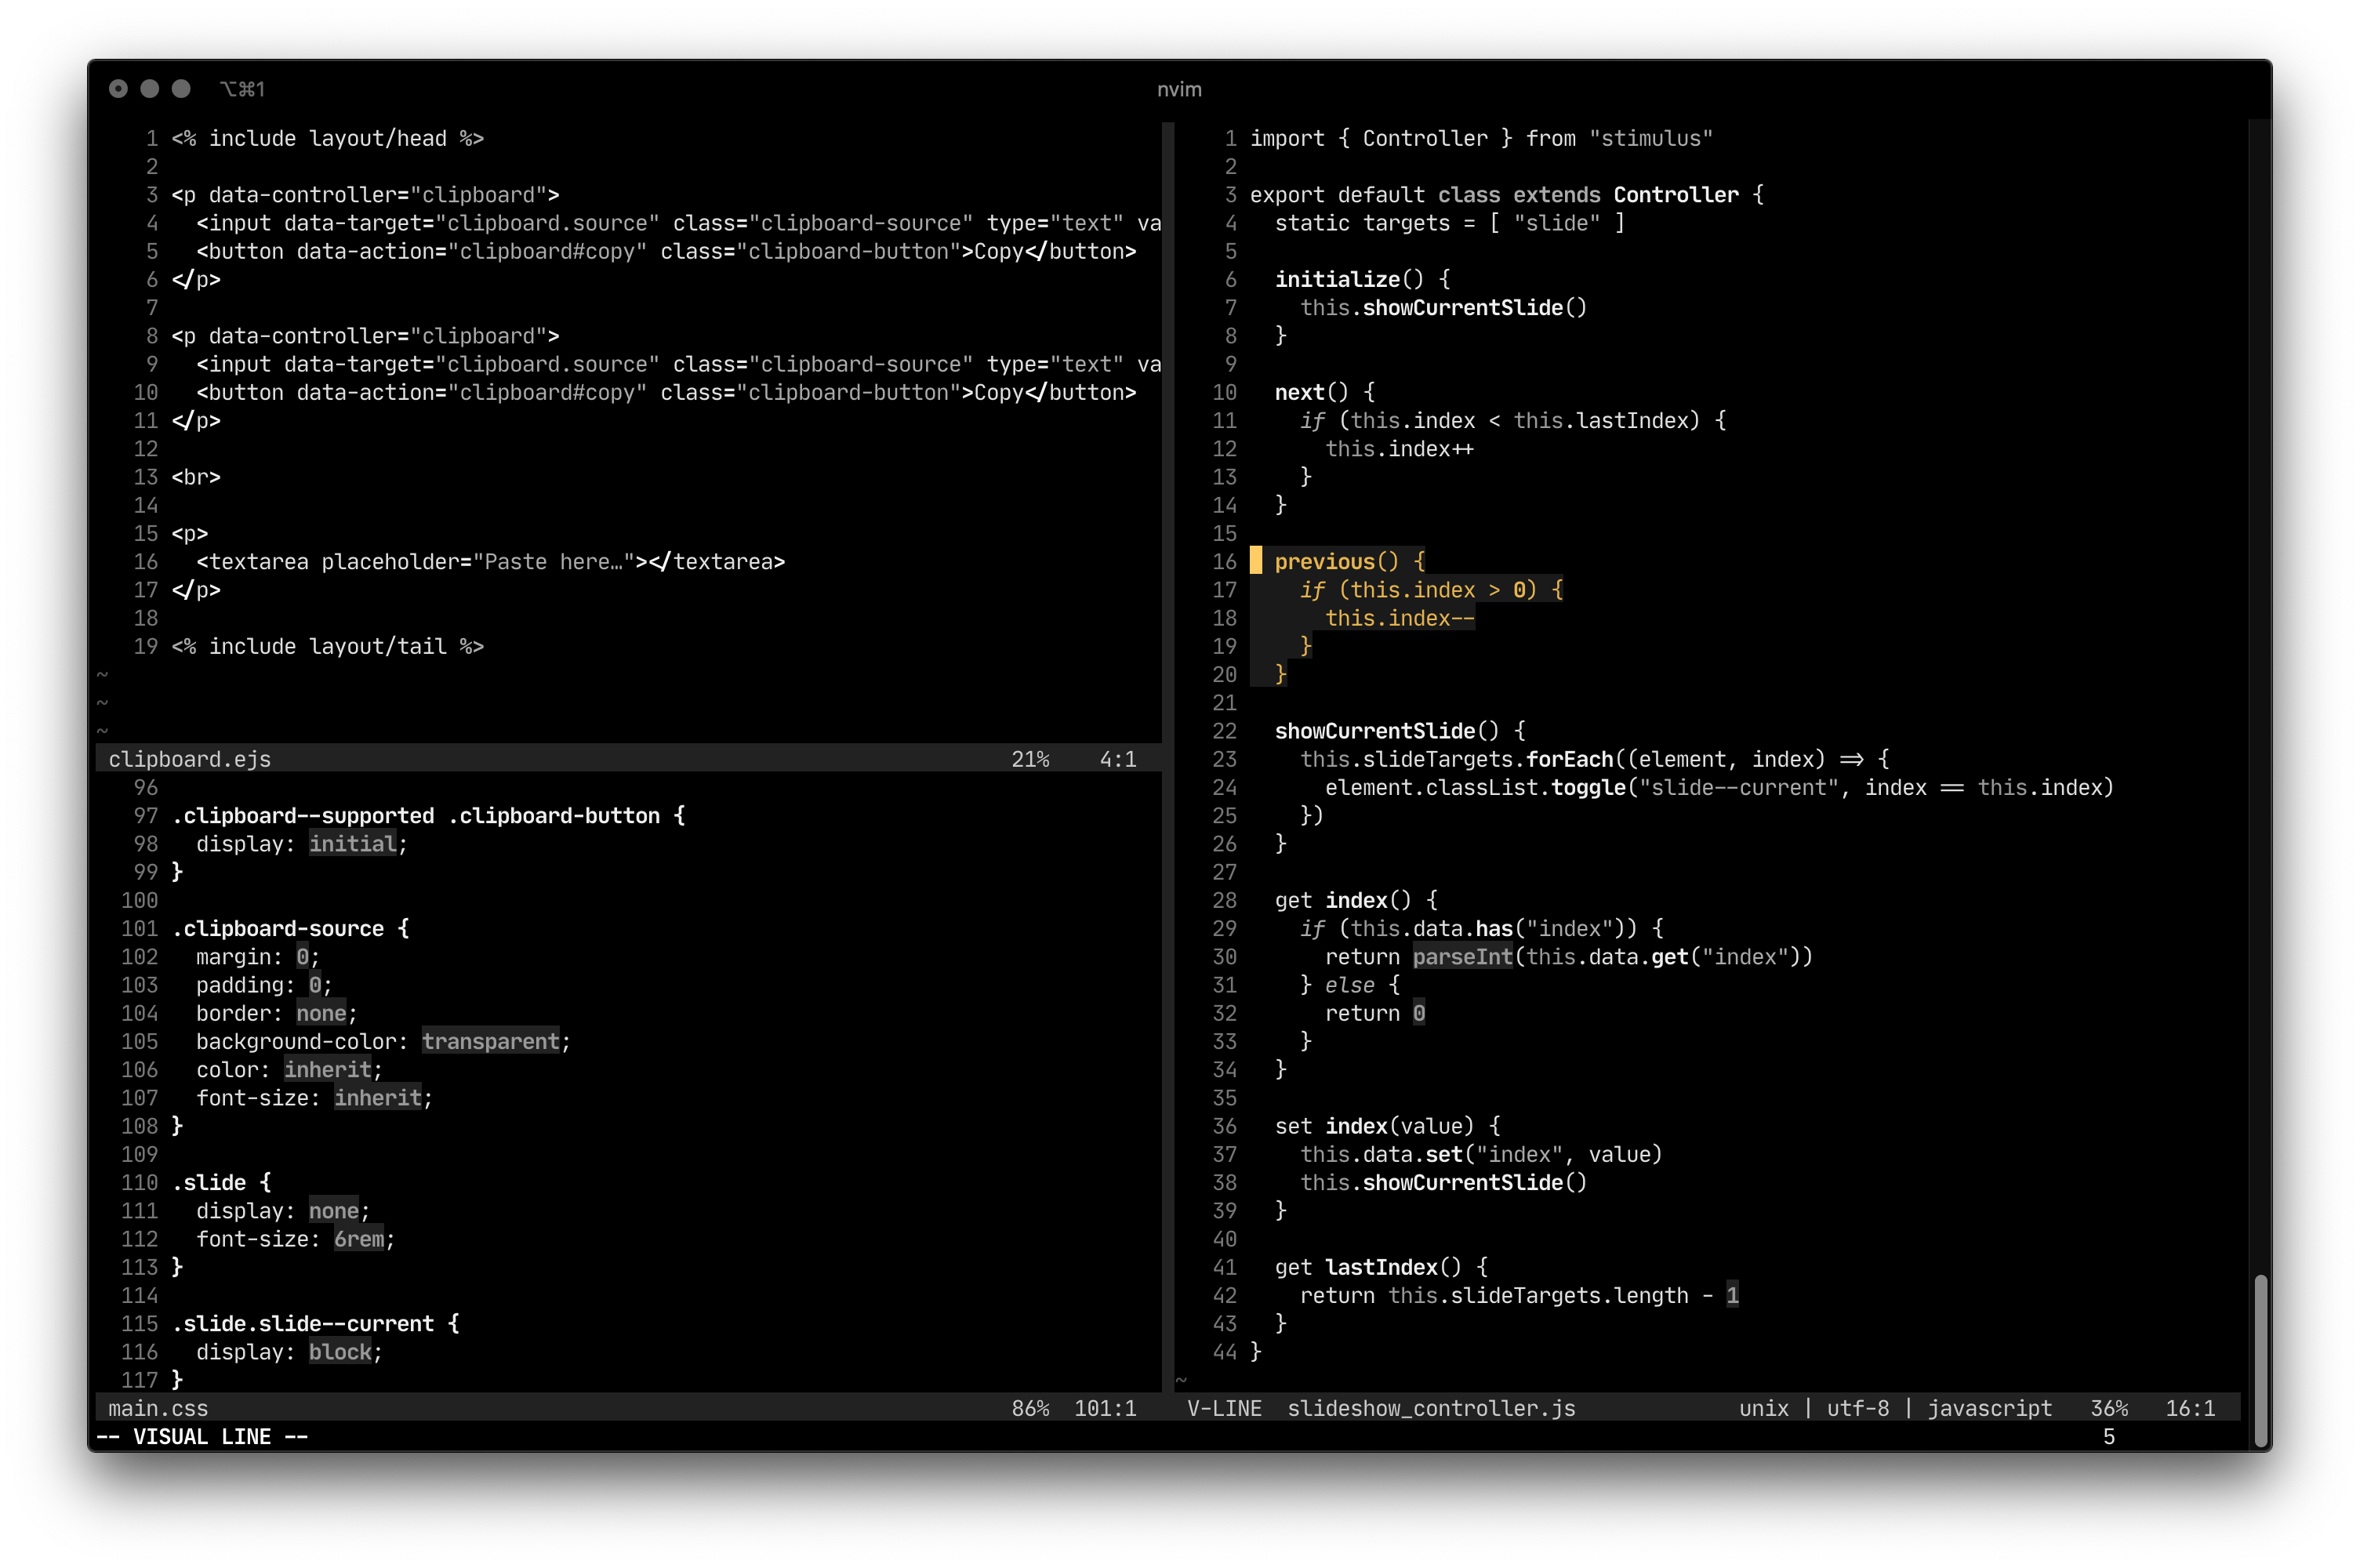 ⌥⌘1
nvim
1 <% include layout/head %>
2
3 <p data-controller="clipboard">
4   <input data-target="clipboard.source" class="clipboard-source" type="text" va
5   <button data-action="clipboard#copy" class="clipboard-button">Copy</button>
6 </p>
7
8 <p data-controller="clipboard">
9   <input data-target="clipboard.source" class="clipboard-source" type="text" va
10   <button data-action="clipboard#copy" class="clipboard-button">Copy</button>
11 </p>
12
13 <br>
14
15 <p>
16   <textarea placeholder="Paste here…"></textarea>
17 </p>
18
19 <% include layout/tail %>
~
~
~
clipboard.ejs 21% 4:1
96
97 .clipboard--supported .clipboard-button {
98   display: initial;
99 }
100
101 .clipboard-source {
102   margin: 0;
103   padding: 0;
104   border: none;
105   background-color: transparent;
106   color: inherit;
107   font-size: inherit;
108 }
109
110 .slide {
111   display: none;
112   font-size: 6rem;
113 }
114
115 .slide.slide--current {
116   display: block;
117 }
main.css 86% 101:1
1 import { Controller } from "stimulus"
2
3 export default class extends Controller {
4   static targets = [ "slide" ]
5
6   initialize() {
7     this.showCurrentSlide()
8   }
9
10   next() {
11     if (this.index < this.lastIndex) {
12       this.index++
13     }
14   }
15
16   previous() {
17     if (this.index > 0) {
18       this.index--
19     }
20   }
21
22   showCurrentSlide() {
23     this.slideTargets.forEach((element, index) => {
24       element.classList.toggle("slide--current", index == this.index)
25     })
26   }
27
28   get index() {
29     if (this.data.has("index")) {
30       return parseInt(this.data.get("index"))
31     } else {
32       return 0
33     }
34   }
35
36   set index(value) {
37     this.data.set("index", value)
38     this.showCurrentSlide()
39   }
40
41   get lastIndex() {
42     return this.slideTargets.length - 1
43   }
44 }
~
V-LINE slideshow_controller.js unix | utf-8 | javascript 36% 16:1
-- VISUAL LINE -- 5